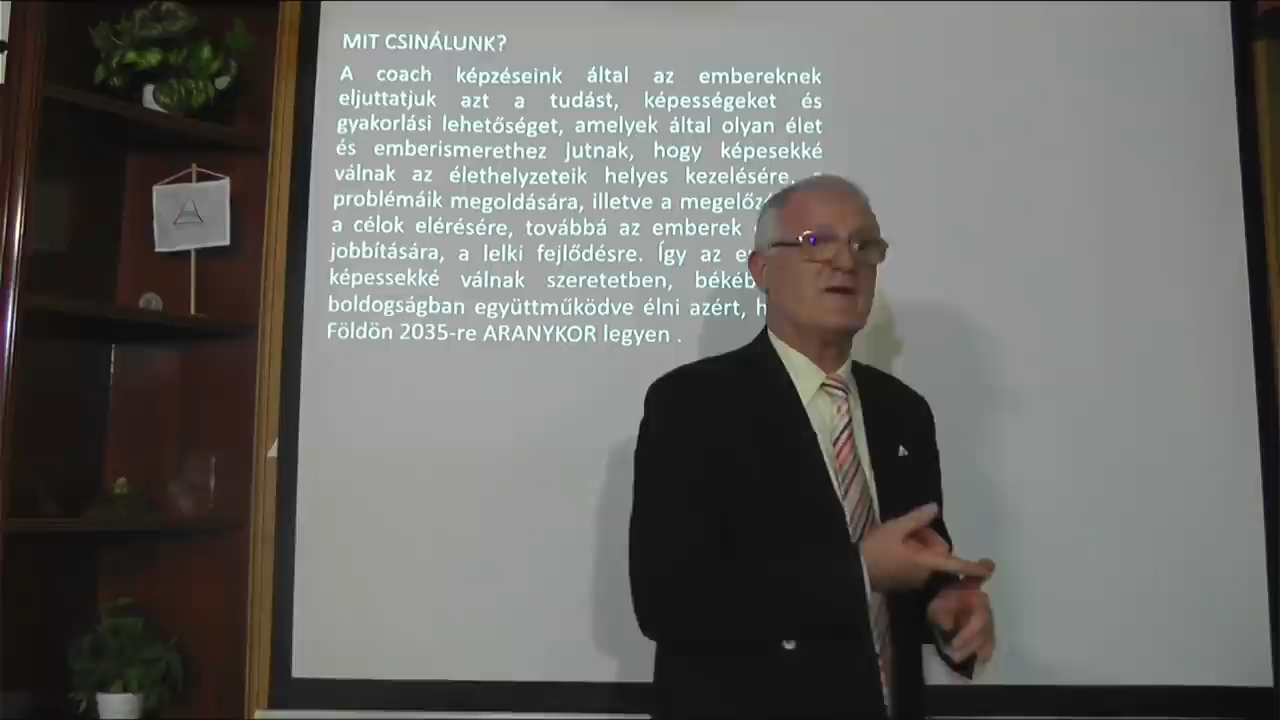 MIT CSINÁLUNK?
A coach képzéseink által az embereknek
eljuttatjuk azt a tudást, képességeket és
gyakorlási lehetőséget, amelyek által olyan élet
és emberismerethez jutnak, hogy képesekké
válnak az élethelyzeteik helyes kezelésére,
problémáik megoldására, illetve a
a célok elérésére, továbbá az emberek
jobbítására, a lelki fejlődésre. Így az
képessekké válnak szeretetben,
boldogságban együttműködve élni azért,
Földön 2035-re ARANYKOR legyen .